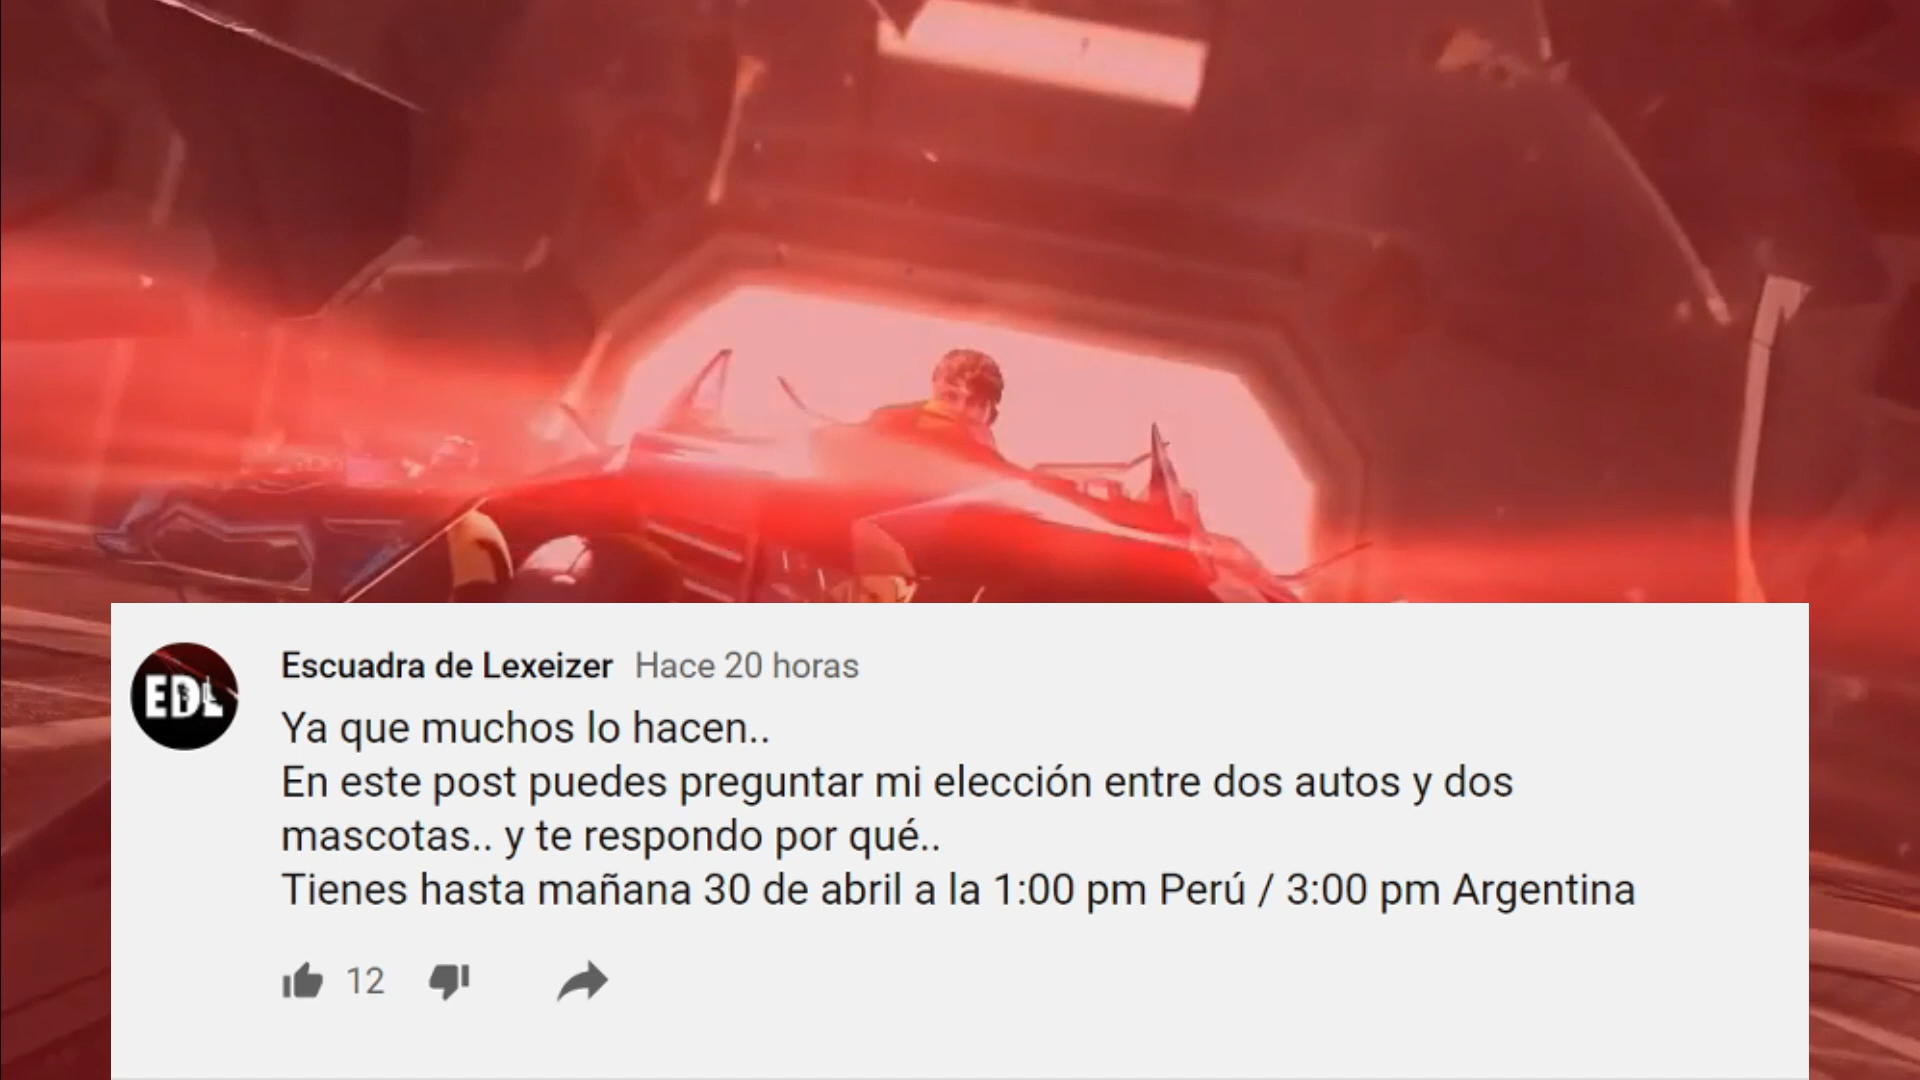 EDL
Escuadra de Lexeizer Hace 20 horas
Ya que muchos lo hacen..
En este post puedes preguntar mi elección entre dos autos y dos
mascotas.. y te respondo por qué..
Tienes hasta mañana 30 de abril a la 1:00 pm Perú / 3:00 pm Argentina
12